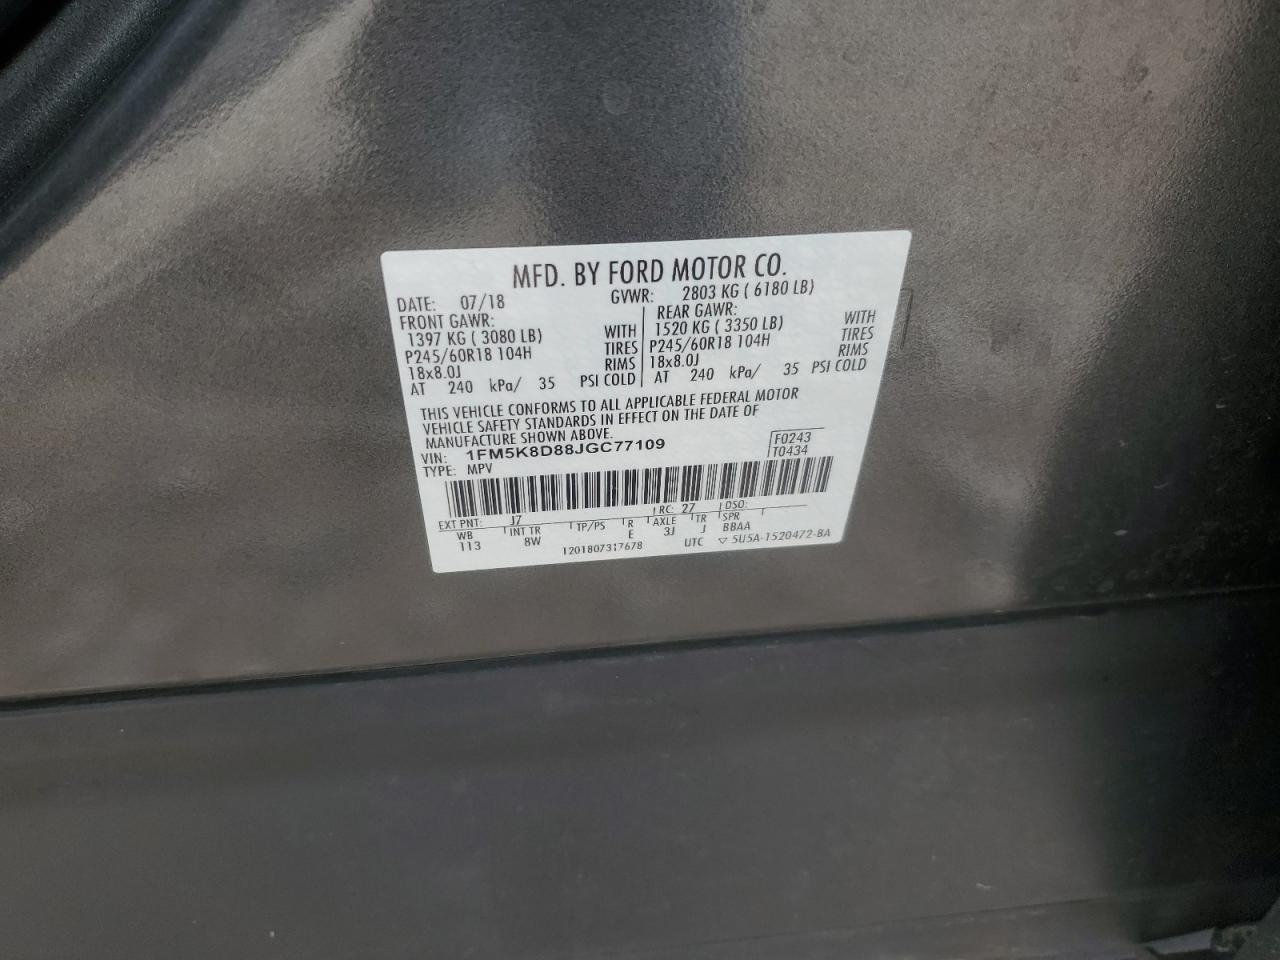 MFD. BY FORD MOTOR CO.
DATE: 07/18 GVWR: 2803 KG ( 6180 LB)
FRONT GAWR:
1397 KG ( 3080 LB) WITH
P245/60R18 104H TIRES
18x8.0J RIMS
AT 240 kPa/ 35 PSI COLD
REAR GAWR:
1520 KG ( 3350 LB) WITH
P245/60R18 104H TIRES
18x8.0J RIMS
AT 240 kPa/ 35 PSI COLD
THIS VEHICLE CONFORMS TO ALL APPLICABLE FEDERAL MOTOR
VEHICLE SAFETY STANDARDS IN EFFECT ON THE DATE OF
MANUFACTURE SHOWN ABOVE.
VIN: 1FM5K8D88JGC77109
TYPE: MPV
F0243
T0434
EXT PNT: J7 RC: 27 DSO:
WB INT TR TP/PS R AXLE TR SPR
113 8W E 3J J BBAA
1201807317678 UTC ▽ 5U5A-1520472-BA